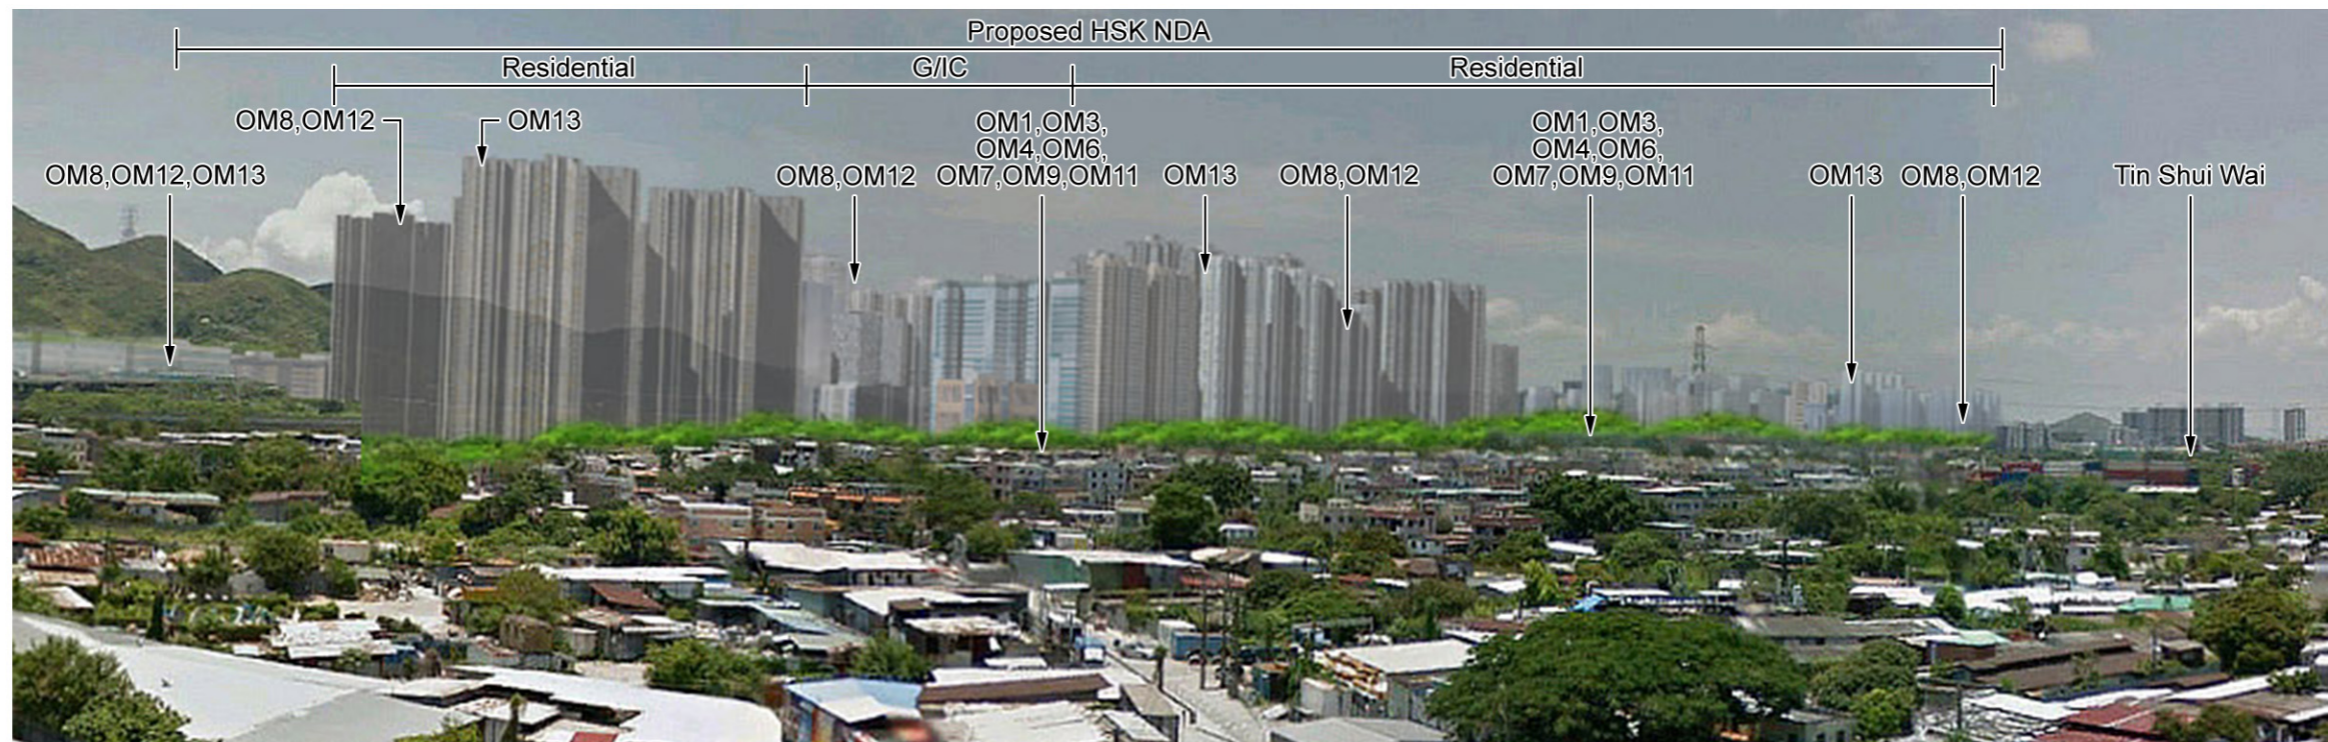 Proposed HSK NDA
Residential
G/IC
Residential
OM8,OM12
OM13
OM1,OM3,
OM4,OM6,
OM7,OM9,OM11
OM1,OM3,
OM4,OM6,
OM7,OM9,OM11
OM8,OM12,OM13
OM8,OM12
OM13
OM8,OM12
OM13
OM8,OM12
Tin Shui Wai